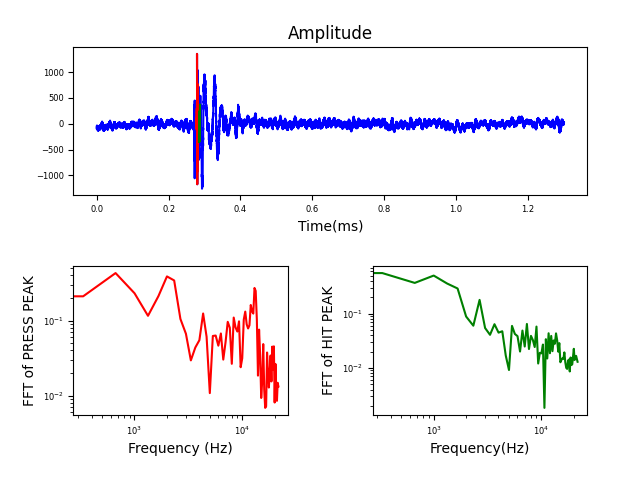 Amplitude
1000
500
0
−500
−1000
0.0 0.2 0.4 0.6 0.8 1.0 1.2
Time(ms)
FFT of PRESS PEAK
10⁻¹
10⁻²
10³ 10⁴
Frequency (Hz)
FFT of HIT PEAK
10⁻¹
10⁻²
10³ 10⁴
Frequency(Hz)